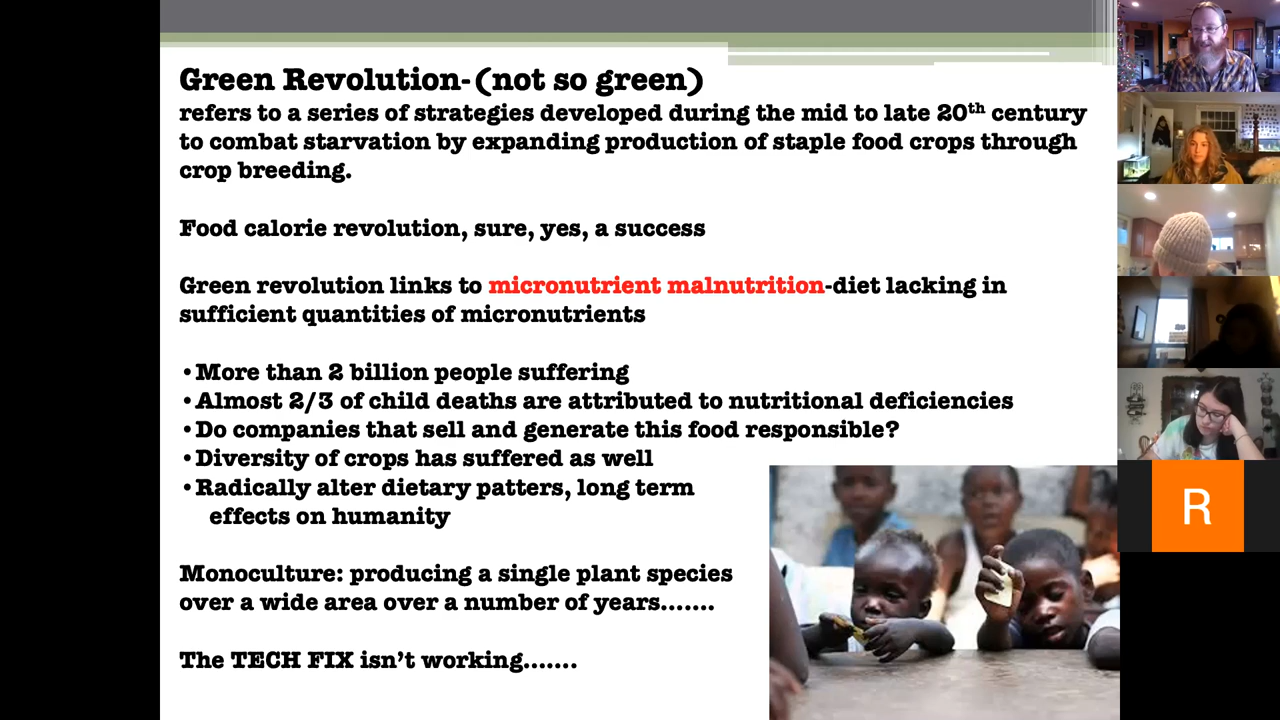 Green Revolution- (not so green)
refers to a series of strategies developed during the mid to late 20th century
to combat starvation by expanding production of staple food crops through
crop breeding.
Food calorie revolution, sure, yes, a success
Green revolution links to micronutrient malnutrition-diet lacking in
sufficient quantities of micronutrients
• More than 2 billion people suffering
• Almost 2/3 of child deaths are attributed to nutritional deficiencies
• Do companies that sell and generate this food responsible?
• Diversity of crops has suffered as well
• Radically alter dietary patters, long term
effects on humanity
Monoculture: producing a single plant species
over a wide area over a number of years.......
The TECH FIX isn't working.......
R